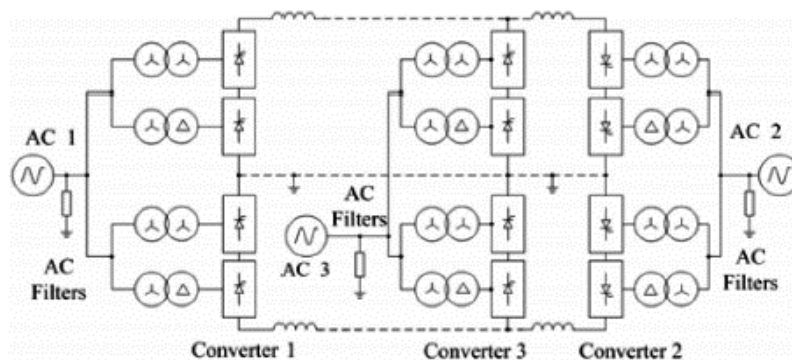 AC 1
AC 2
AC
Filters
AC 3
AC
Filters
AC
Filters
Converter 1
Converter 3
Converter 2